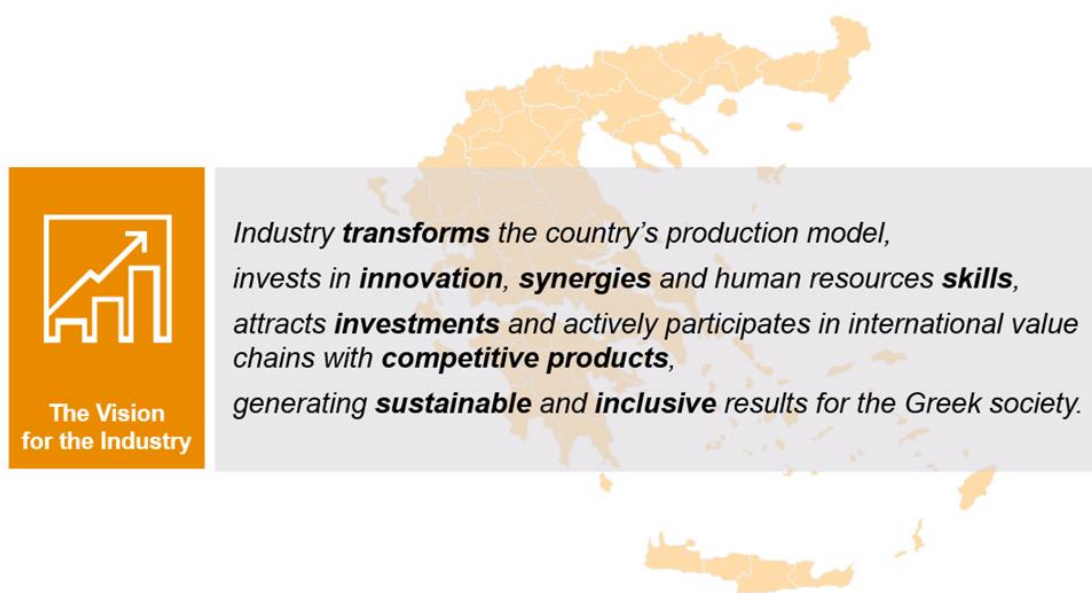 The Vision
for the Industry
Industry transforms the country’s production model,
invests in innovation, synergies and human resources skills,
attracts investments and actively participates in international value
chains with competitive products,
generating sustainable and inclusive results for the Greek society.